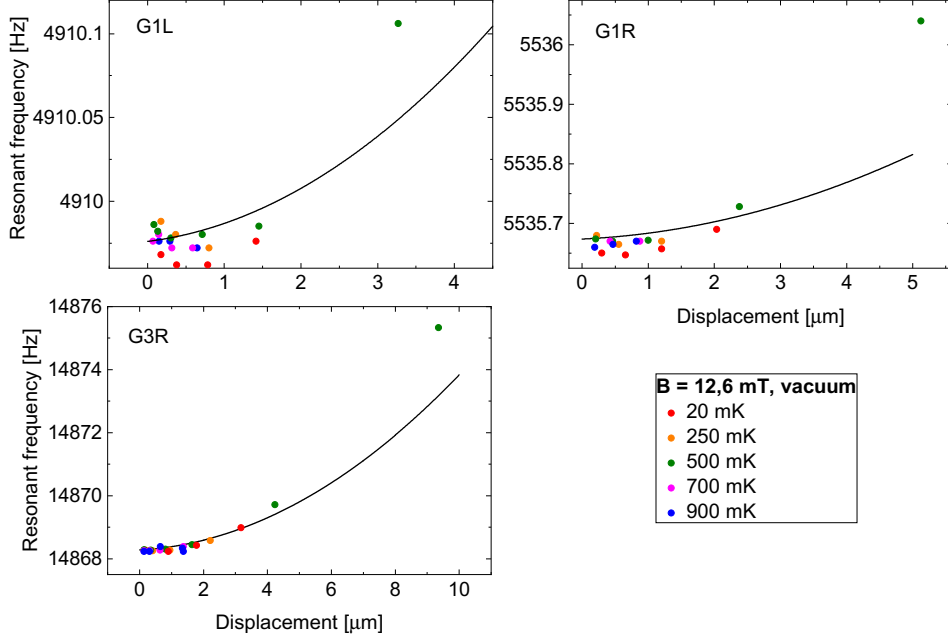 G1L
Resonant frequency [Hz]
4910.1
4910.05
4910
0 1 2 3 4
G1R
5536
5535.9
5535.8
5535.7
0 1 2 3 4 5
Displacement [μm]
G3R
Resonant frequency [Hz]
14876
14874
14872
14870
14868
0 2 4 6 8 10
Displacement [μm]
B = 12,6 mT, vacuum
20 mK
250 mK
500 mK
700 mK
900 mK